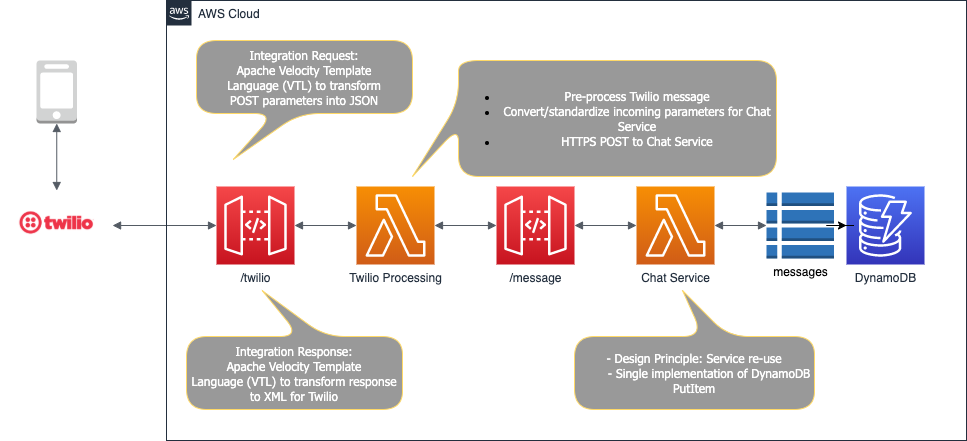 aws
AWS Cloud
Integration Request:
Apache Velocity Template
Language (VTL) to transform
POST parameters into JSON
• Pre-process Twilio message
• Convert/standardize incoming parameters for Chat
Service
• HTTPS POST to Chat Service
twilio
/twilio
Twilio Processing
/message
Chat Service
messages
DynamoDB
Integration Response:
Apache Velocity Template
Language (VTL) to transform response
to XML for Twilio
- Design Principle: Service re-use
- Single implementation of DynamoDB
PutItem